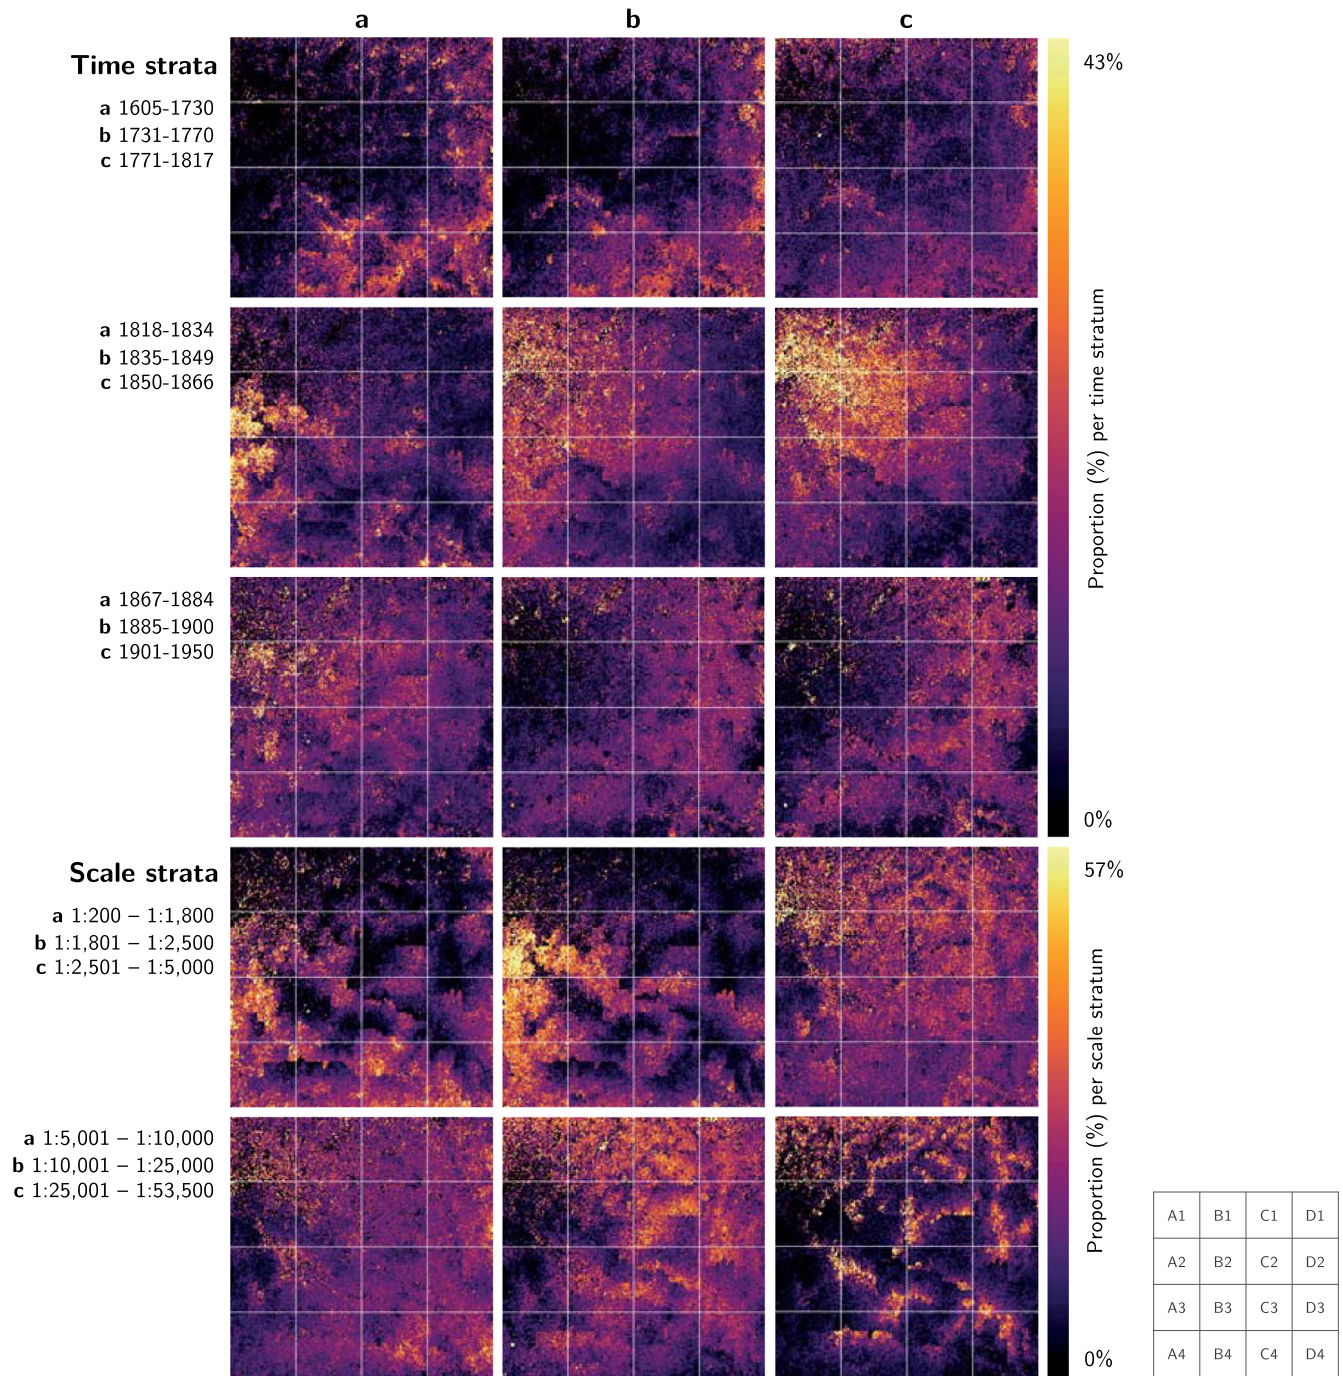 a b c
Time strata
a 1605-1730
b 1731-1770
c 1771-1817
43%
a 1818-1834
b 1835-1849
c 1850-1866
Proportion (%) per time stratum
a 1867-1884
b 1885-1900
c 1901-1950
0%
Scale strata
57%
a 1:200 – 1:1,800
b 1:1,801 – 1:2,500
c 1:2,501 – 1:5,000
Proportion (%) per scale stratum
a 1:5,001 – 1:10,000
b 1:10,001 – 1:25,000
c 1:25,001 – 1:53,500
0%
A1 B1 C1 D1
A2 B2 C2 D2
A3 B3 C3 D3
A4 B4 C4 D4